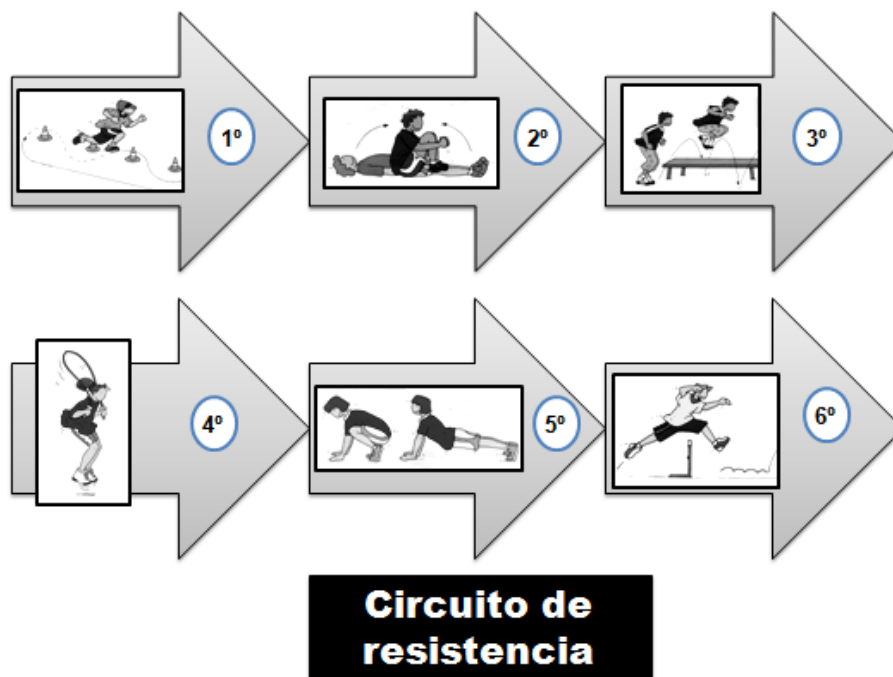 1º
2º
3º
4º
5º
6º
Circuito de
resistencia